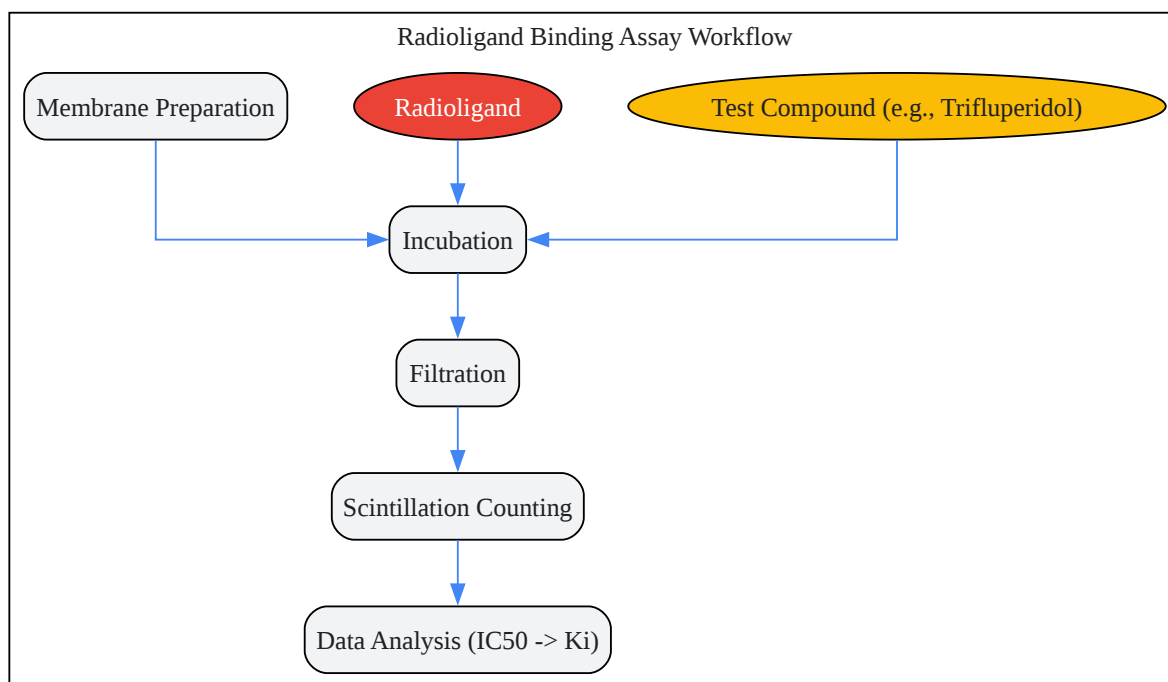 Radioligand Binding Assay Workflow
Membrane Preparation
Radioligand
Test Compound (e.g., Trifluperidol)
Incubation
Filtration
Scintillation Counting
Data Analysis (IC50 -> Ki)